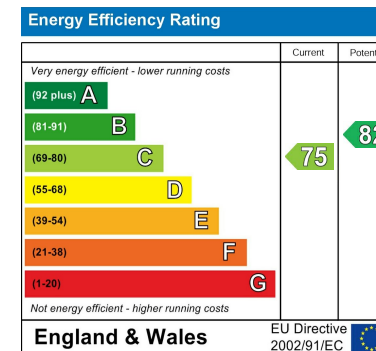 Energy Efficiency Rating
Current
Very energy efficient - lower running costs
(92 plus) A
(81-91) B
(69-80) C
(55-68) D
(39-54) E
(21-38) F
(1-20) G
75
Not energy efficient - higher running costs
England & Wales
EU Directive
2002/91/EC